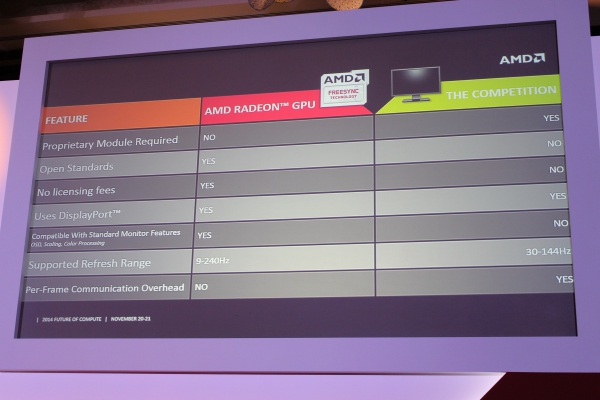 AMD
AMD
FREESYNC
TECHNOLOGY
FEATURE AMD RADEON™ GPU THE COMPETITION
Proprietary Module Required NO YES
Open Standards YES NO
No licensing fees YES NO
Uses DisplayPort™ YES YES
Compatible With Standard Monitor Features YES NO
OSD, Scaling, Color Processing
Supported Refresh Range 9-240Hz 30-144Hz
Per-Frame Communication Overhead NO YES
| 2014 FUTURE OF COMPUTE | NOVEMBER 20-21